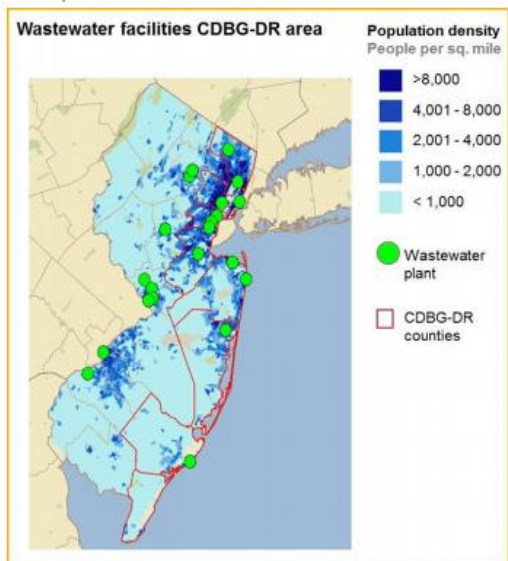 Wastewater facilities CDBG-DR area
Population density
People per sq. mile
>8,000
4,001 - 8,000
2,001 - 4,000
1,000 - 2,000
< 1,000
Wastewater
plant
CDBG-DR
counties